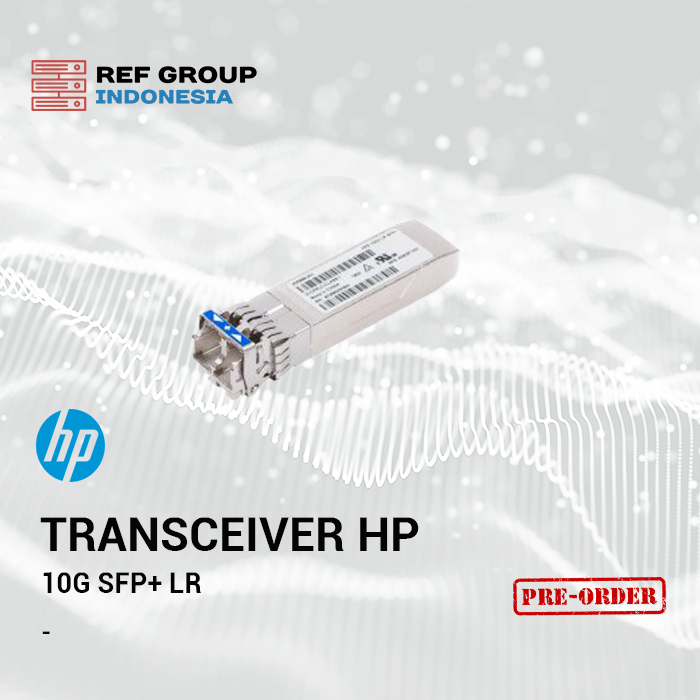 REF GROUP
INDONESIA
hp
TRANSCEIVER HP
10G SFP+ LR
PRE-ORDER
-